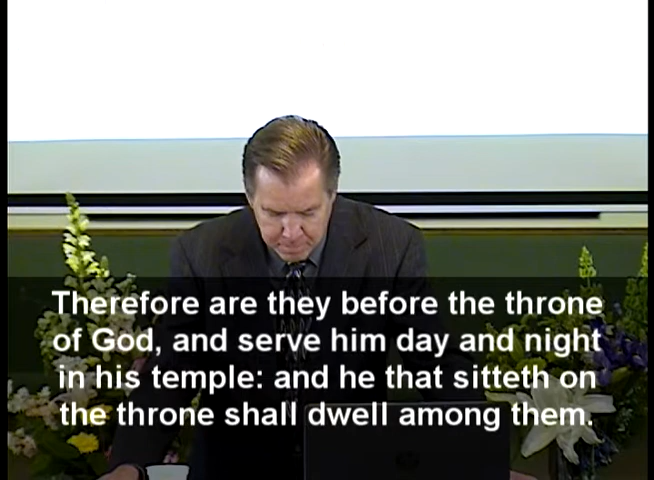 Therefore are they before the throne
of God, and serve him day and night
in his temple: and he that sitteth on
the throne shall dwell among them.